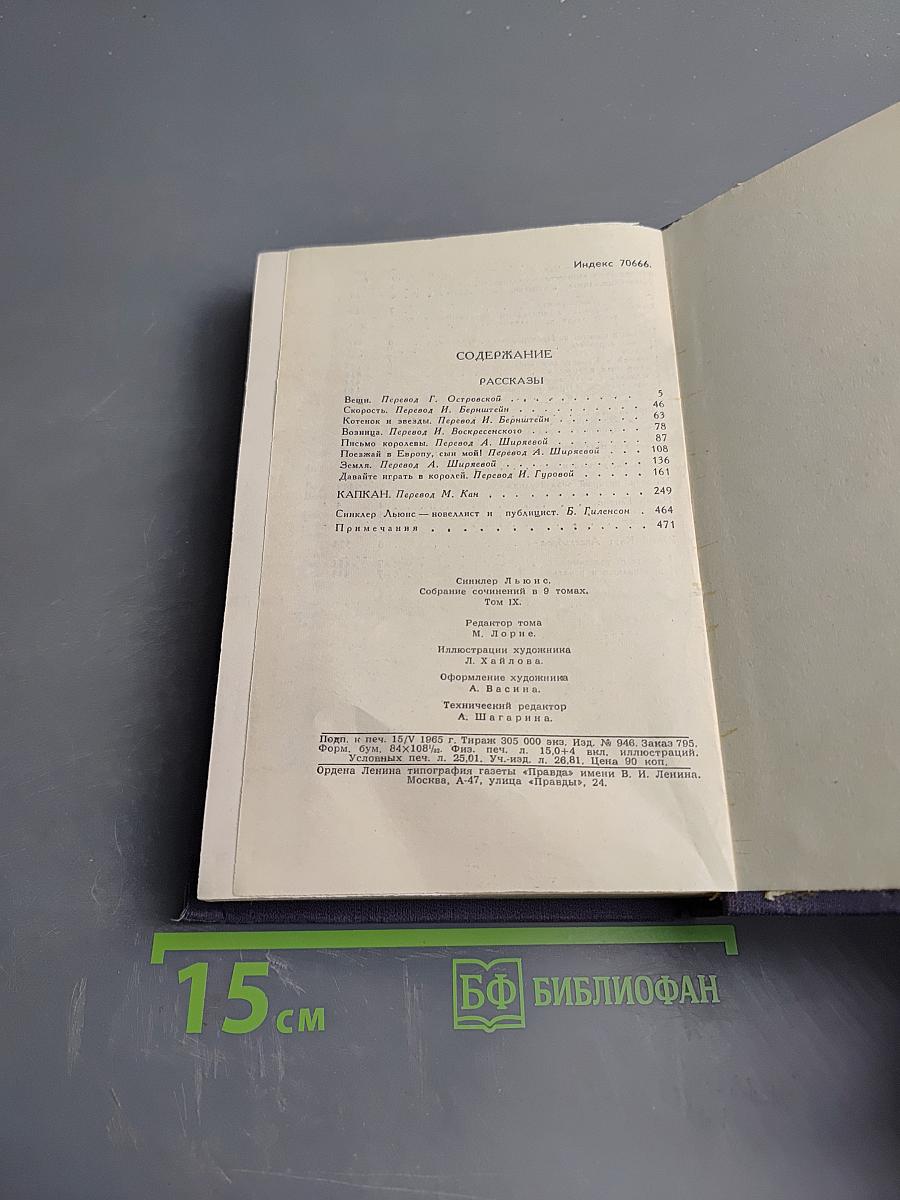 Индекс 70666.
СОДЕРЖАНИЕ
РАССКАЗЫ
Вещи. Перевод Г. Островской . . . . . . . . . . . 5
Скорость. Перевод И. Бернштейн . . . . . . . . . . 46
Котенок и звезды. Перевод И. Бернштейн . . . . . . . 63
Возница. Перевод И. Воскресенского . . . . . . . . . 78
Письмо королевы. Перевод А. Ширяевой . . . . . . . 87
Поезжай в Европу, сын мой! Перевод А. Ширяевой . . . 108
Земля. Перевод А. Ширяевой . . . . . . . . . . . 136
Давайте играть в королей. Перевод И. Гуровой . . . . . 161
КАПКАН. Перевод М. Кан . . . . . . . . . . . . 249
Синклер Льюис — новеллист и публицист. Б. Гиленсон . 464
Примечания . . . . . . . . . . . . . . . . 471
Синклер Льюис.
Собрание сочинений в 9 томах.
Том IX.
Редактор тома
М. Лорие.
Иллюстрации художника
Л. Хайлова.
Оформление художника
А. Васина.
Технический редактор
А. Шагарина.
Подп. к печ. 15/V 1965 г. Тираж 305 000 экз. Изд. № 946. Заказ 795.
Форм. бум. 84×108¹/₃₂. Физ. печ. л. 15,0+4 вкл. иллюстраций.
Условных печ. л. 25,01. Уч.-изд. л. 26,81. Цена 90 коп.
Ордена Ленина типография газеты «Правда» имени В. И. Ленина.
Москва, А-47, улица «Правды», 24.
15 см
БФ БИБЛИОФАН